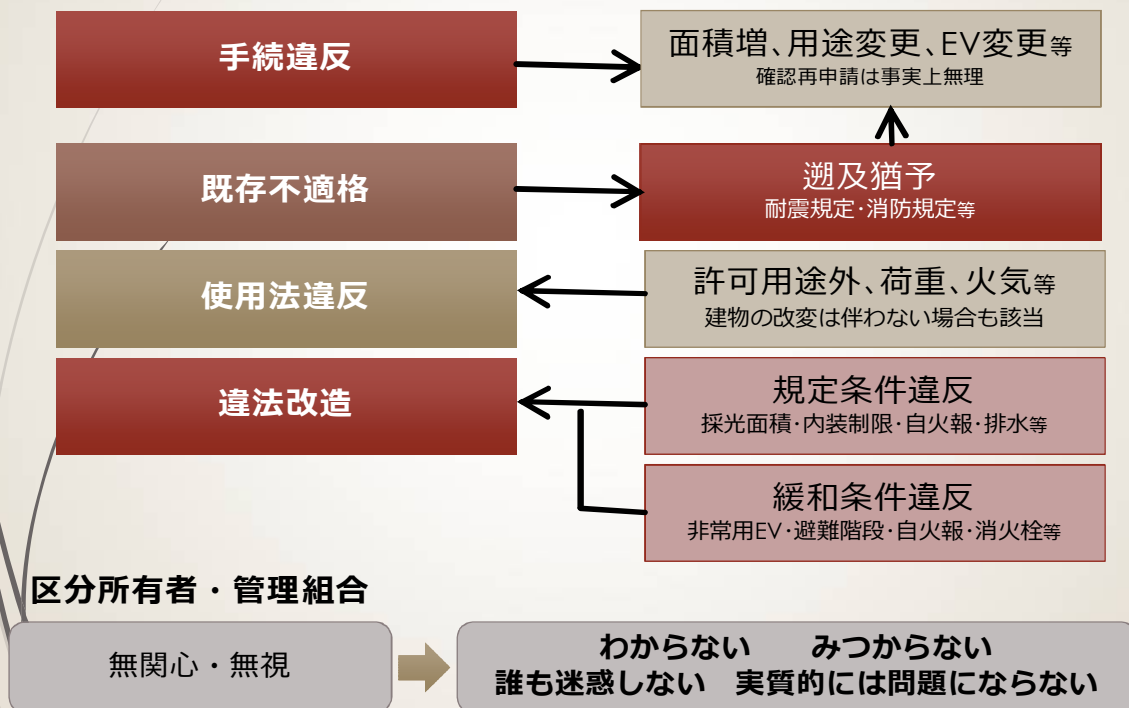 手続違反
面積増、用途変更、EV変更等
確認再申請は事実上無理
既存不適格
遡及猶予
耐震規定・消防規定等
使用法違反
許可用途外、荷重、火気等
建物の改変は伴わない場合も該当
違法改造
規定条件違反
採光面積・内装制限・自火報・排水等
緩和条件違反
非常用EV・避難階段・自火報・消火栓等
区分所有者・管理組合
無関心・無視
わからない　みつからない
誰も迷惑しない　実質的には問題にならない